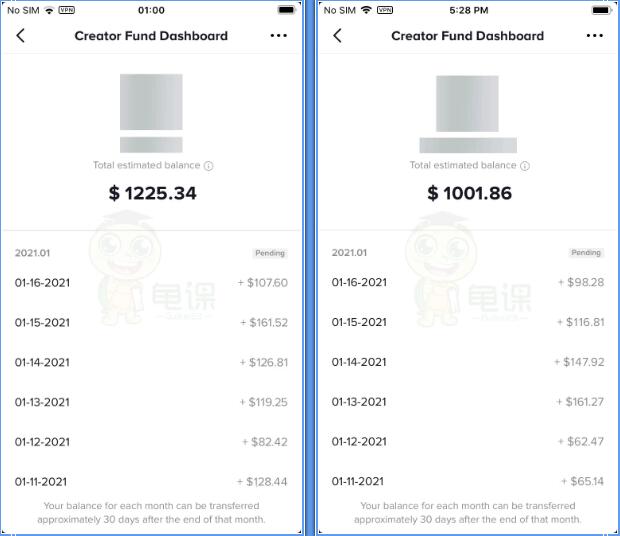 No SIM VPN 01:00
Creator Fund Dashboard
Total estimated balance
$ 1225.34
2021.01 Pending
01-16-2021 + $107.60
01-15-2021 + $161.52
01-14-2021 + $126.81
01-13-2021 + $119.25
01-12-2021 + $82.42
01-11-2021 + $128.44
Your balance for each month can be transferred
approximately 30 days after the end of that month.
龟课
No SIM VPN 5:28 PM
Creator Fund Dashboard
Total estimated balance
$ 1001.86
2021.01 Pending
01-16-2021 + $98.28
01-15-2021 + $116.81
01-14-2021 + $147.92
01-13-2021 + $161.27
01-12-2021 + $62.47
01-11-2021 + $65.14
Your balance for each month can be transferred
approximately 30 days after the end of that month.
龟课